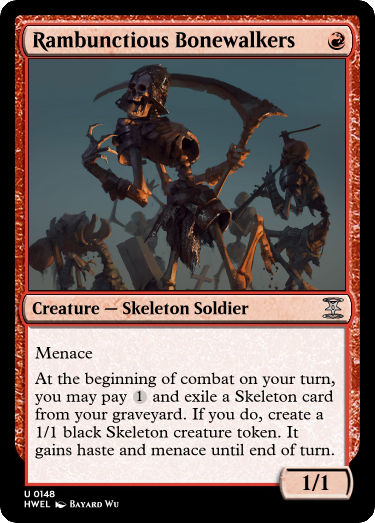 Rambunctious Bonewalkers
Creature — Skeleton Soldier
Menace
At the beginning of combat on your turn,
you may pay 1 and exile a Skeleton card
from your graveyard. If you do, create a
1/1 black Skeleton creature token. It
gains haste and menace until end of turn.
1/1
U 0148
HWEL Bayard Wu